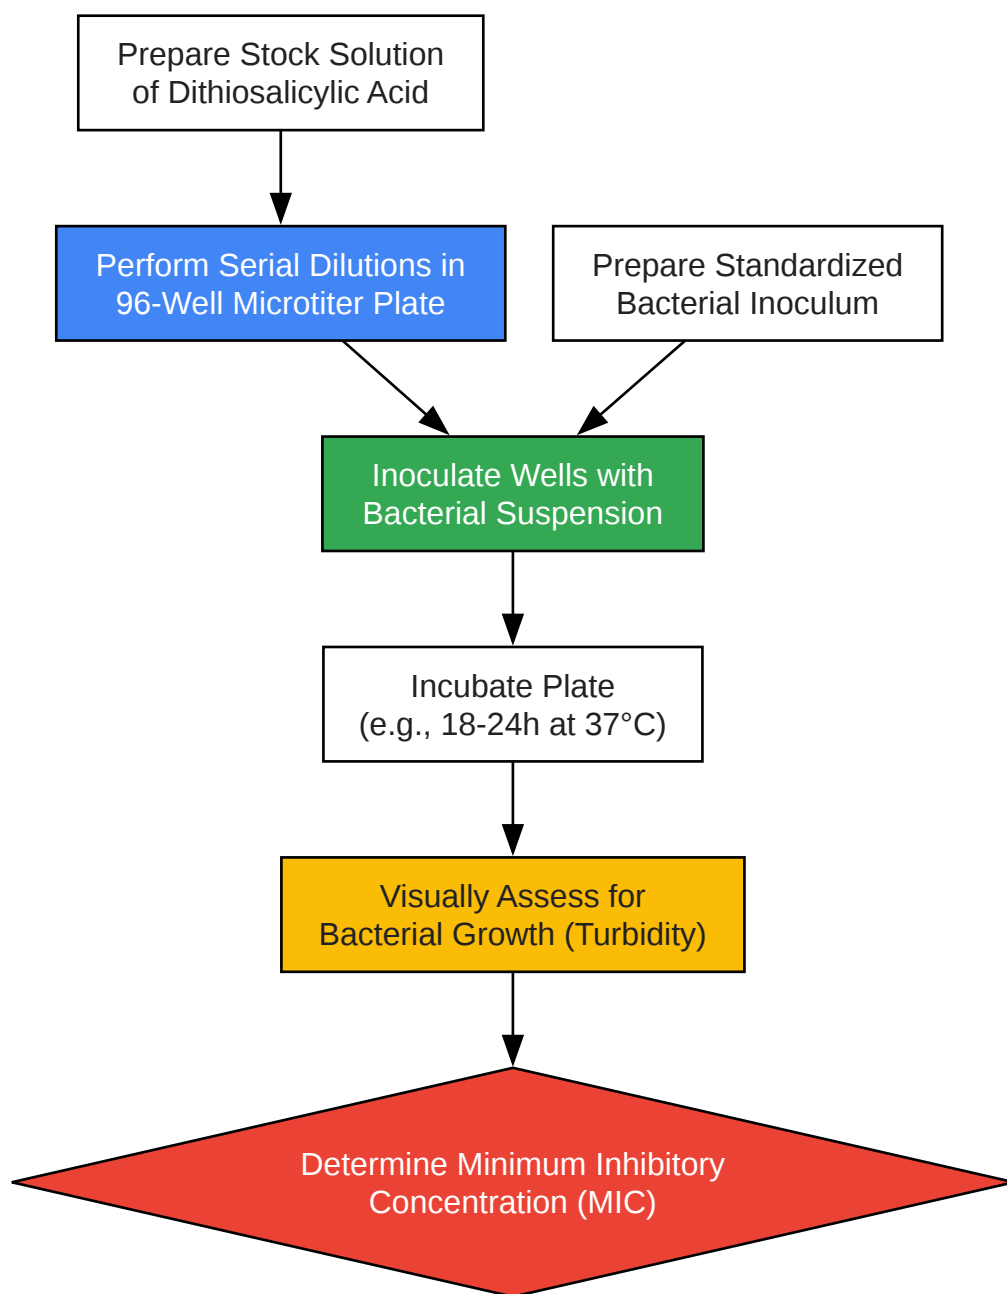 Prepare Stock Solution
of Dithiosalicylic Acid
Perform Serial Dilutions in
96-Well Microtiter Plate
Prepare Standardized
Bacterial Inoculum
Inoculate Wells with
Bacterial Suspension
Incubate Plate
(e.g., 18-24h at 37°C)
Visually Assess for
Bacterial Growth (Turbidity)
Determine Minimum Inhibitory
Concentration (MIC)